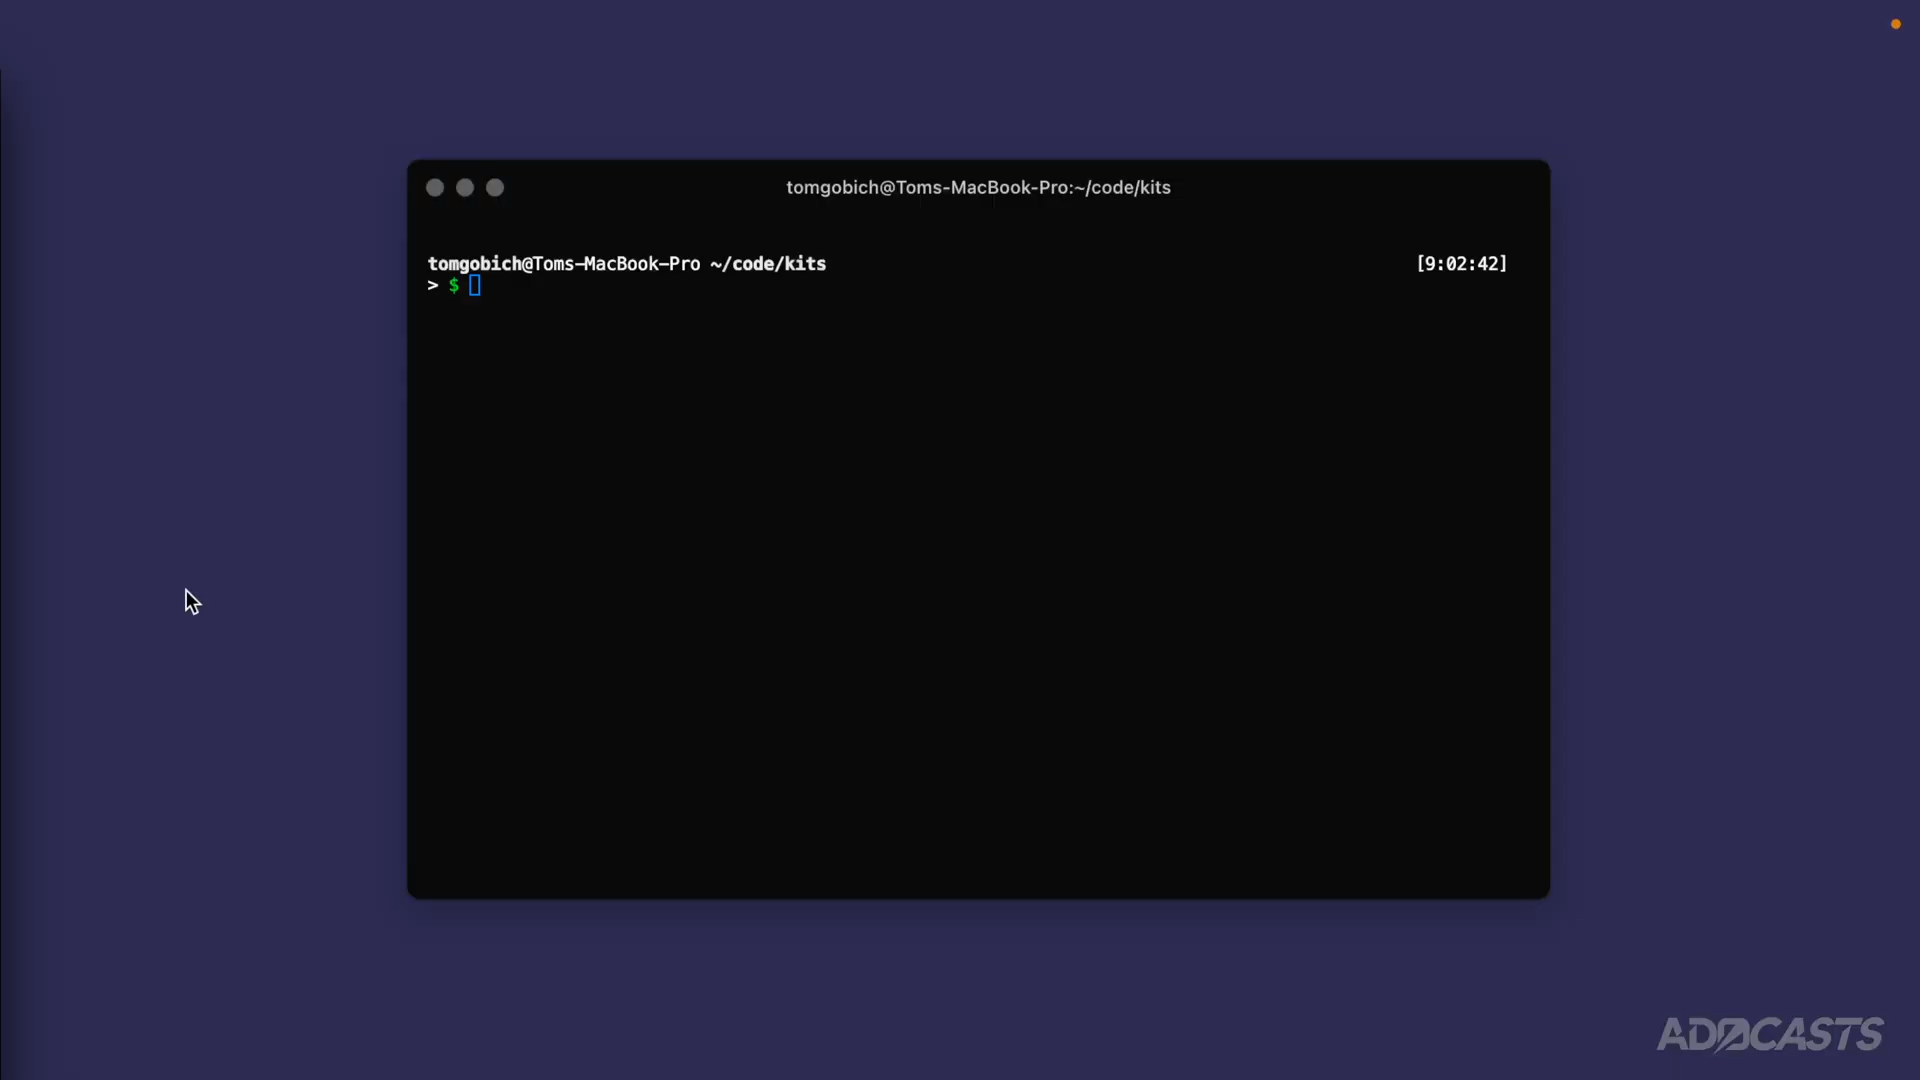 tomgobich@Toms-MacBook-Pro:~/code/kits
tomgobich@Toms-MacBook-Pro ~/code/kits [9:02:42]
> $
ADOCASTS